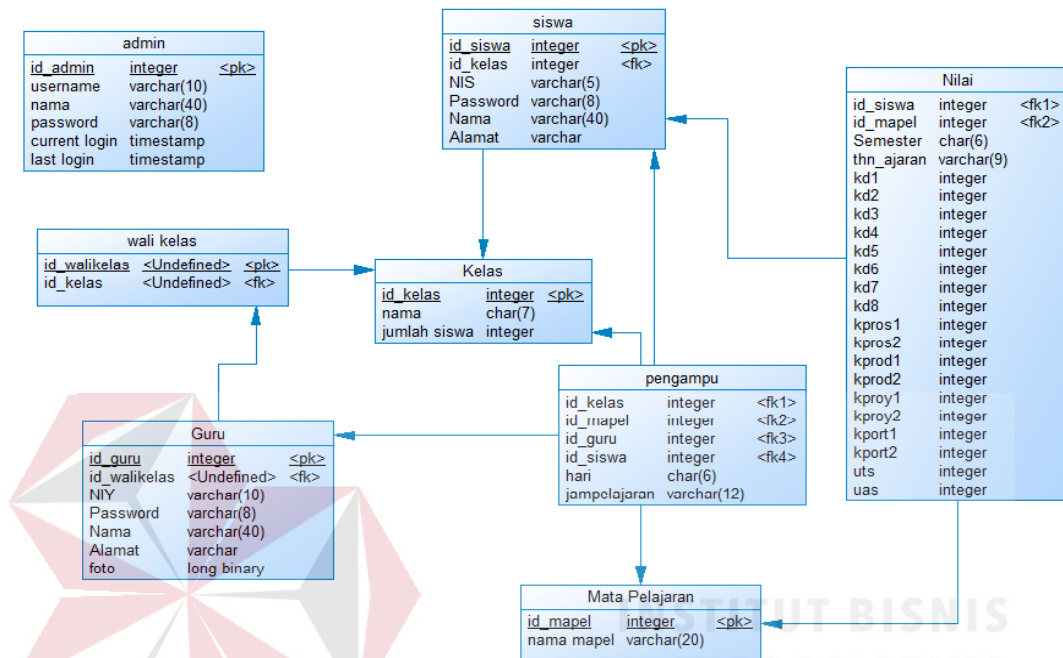 admin
id_admin integer <pk>
username varchar(10)
nama varchar(40)
password varchar(8)
current login timestamp
last login timestamp
siswa
id_siswa integer <pk>
id_kelas integer <fk>
NIS varchar(5)
Password varchar(8)
Nama varchar(40)
Alamat varchar
Nilai
id_siswa integer <fk1>
id_mapel integer <fk2>
Semester char(6)
thn_ajaran varchar(9)
kd1 integer
kd2 integer
kd3 integer
kd4 integer
kd5 integer
kd6 integer
kd7 integer
kd8 integer
kpros1 integer
kpros2 integer
kprod1 integer
kprod2 integer
kproy1 integer
kproy2 integer
kport1 integer
kport2 integer
uts integer
uas integer
wali kelas
id_walikelas <Undefined> <pk>
id_kelas <Undefined> <fk>
Kelas
id_kelas integer <pk>
nama char(7)
jumlah siswa integer
pengampu
id_kelas integer <fk1>
id_mapel integer <fk2>
id_guru integer <fk3>
id_siswa integer <fk4>
hari char(6)
jampelajaran varchar(12)
Guru
id_guru integer <pk>
id_walikelas <Undefined> <fk>
NIY varchar(10)
Password varchar(8)
Nama varchar(40)
Alamat varchar
foto long binary
Mata Pelajaran
id_mapel integer <pk>
nama mapel varchar(20)
INSTITUT BISNIS